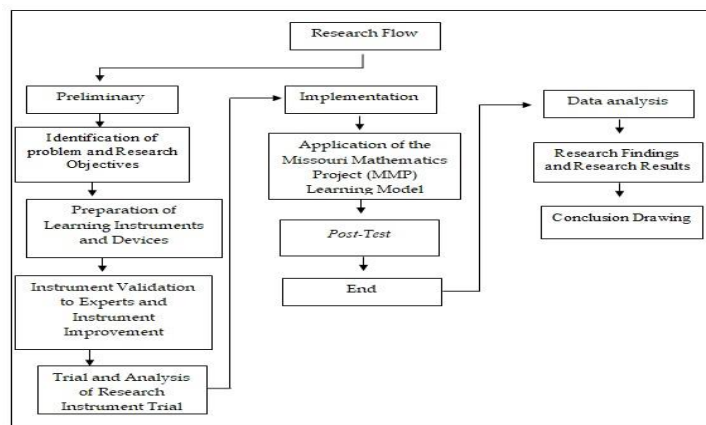 Research Flow
Preliminary
Identification of
problem and Research
Objectives
Preparation of
Learning Instruments
and Devices
Instrument Validation
to Experts and
Instrument
Improvement
Trial and Analysis
of Research
Instrument Trial
Implementation
Application of the
Missouri Mathematics
Project (MMP)
Learning Model
Post-Test
End
Data analysis
Research Findings
and Research Results
Conclusion Drawing